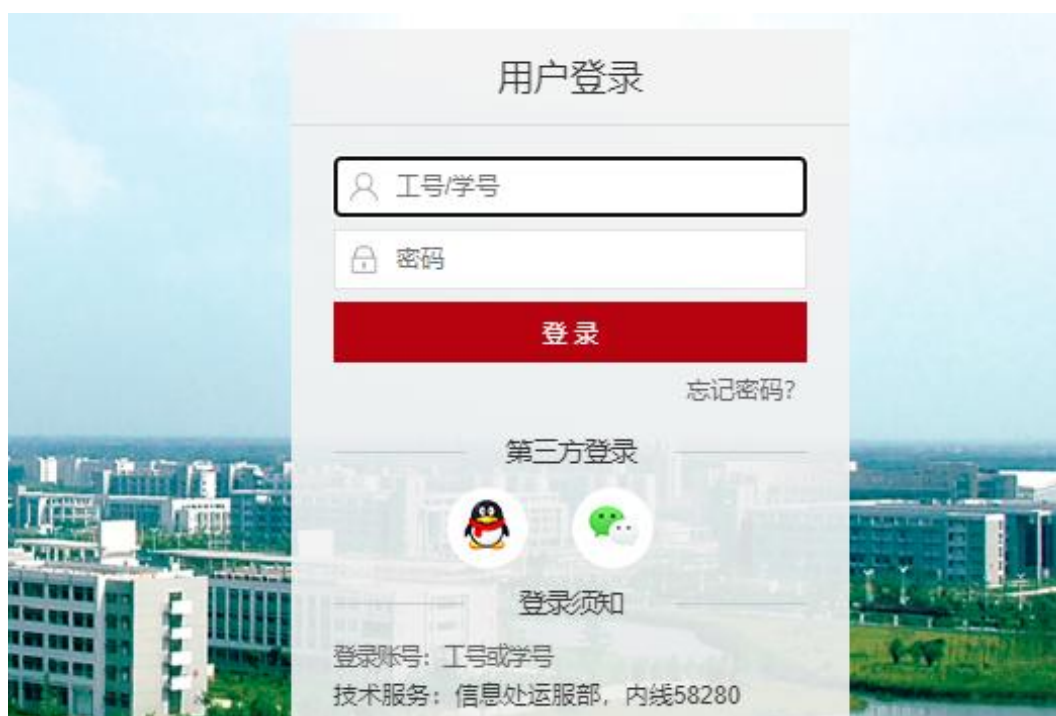 用户登录
工号/学号
密码
登录
忘记密码?
第三方登录
登录须知
登录账号：工号或学号
技术服务：信息处运服部，内线58280